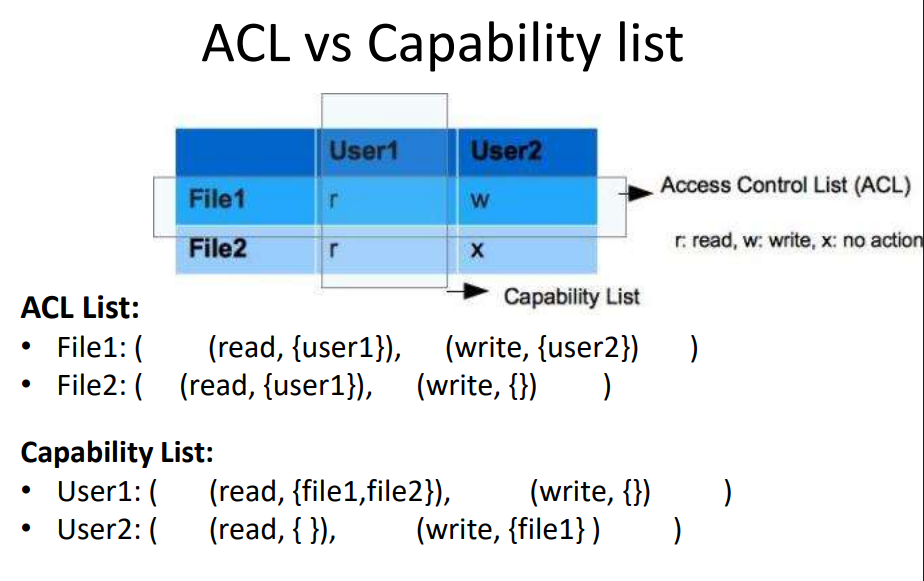 ACL vs Capability list
User1 User2
File1 r w
Access Control List (ACL)
r: read, w: write, x: no action
File2 r x
Capability List
ACL List:
• File1: ( (read, {user1}), (write, {user2}) )
• File2: ( (read, {user1}), (write, {}) )
Capability List:
• User1: ( (read, {file1,file2}), (write, {}) )
• User2: ( (read, { }), (write, {file1} ) )